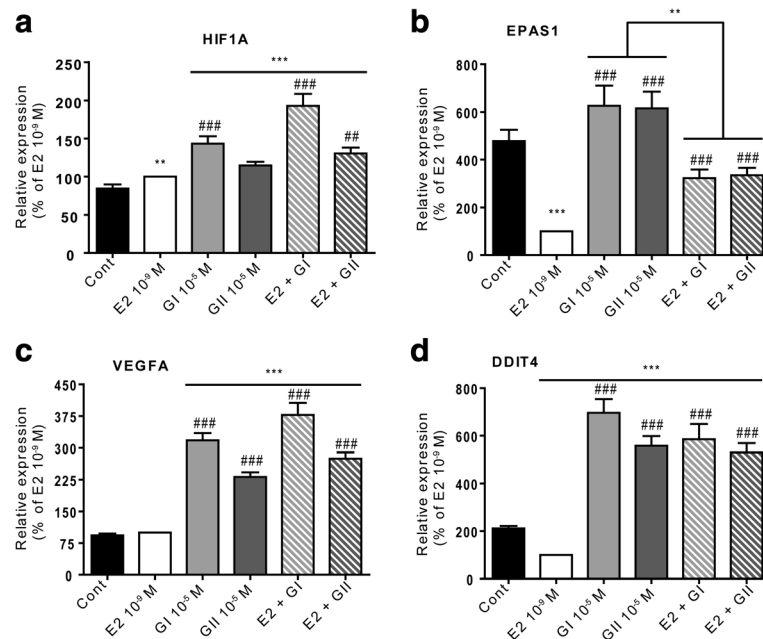 a
HIF1A
Relative expression
(% of E2 10⁻⁹ M)
250
200
150
100
50
0
**
###
***
###
##
Cont
E2 10⁻⁹ M
GI 10⁻⁵ M
GII 10⁻⁵ M
E2 + GI
E2 + GII
b
EPAS1
Relative expression
(% of E2 10⁻⁹ M)
800
600
400
200
0
***
###
###
**
###
###
Cont
E2 10⁻⁹ M
GI 10⁻⁵ M
GII 10⁻⁵ M
E2 + GI
E2 + GII
c
VEGFA
Relative expression
(% of E2 10⁻⁹ M)
450
375
300
225
150
75
0
***
###
###
###
###
Cont
E2 10⁻⁹ M
GI 10⁻⁵ M
GII 10⁻⁵ M
E2 + GI
E2 + GII
d
DDIT4
Relative expression
(% of E2 10⁻⁹ M)
800
600
400
200
0
***
###
###
###
###
Cont
E2 10⁻⁹ M
GI 10⁻⁵ M
GII 10⁻⁵ M
E2 + GI
E2 + GII